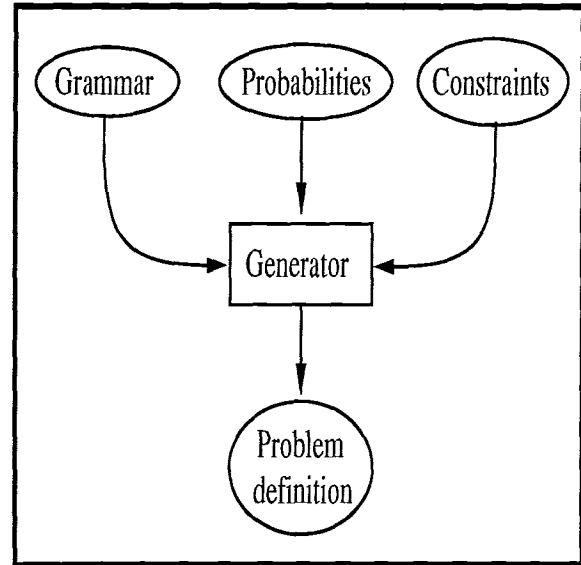 Grammar
Probabilities
Constraints
Generator
Problem
definition